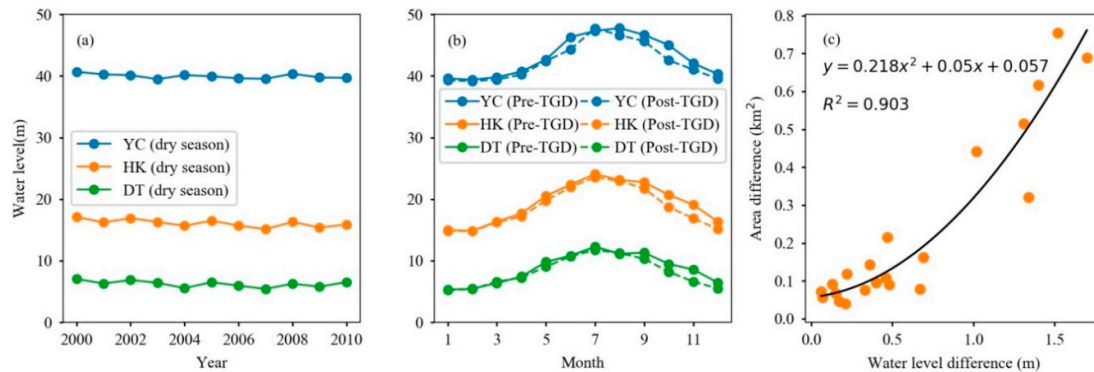 50
40
30
20
10
0
Water level(m)
(a)
YC (dry season)
HK (dry season)
DT (dry season)
2000 2002 2004 2006 2008 2010
Year
50
40
30
20
10
0
(b)
YC (Pre-TGD) YC (Post-TGD)
HK (Pre-TGD) HK (Post-TGD)
DT (Pre-TGD) DT (Post-TGD)
1 3 5 7 9 11
Month
0.8
0.7
0.6
0.5
0.4
0.3
0.2
0.1
0.0
Area difference (km²)
(c)
y = 0.218x² + 0.05x + 0.057
R² = 0.903
0.0 0.5 1.0 1.5
Water level difference (m)